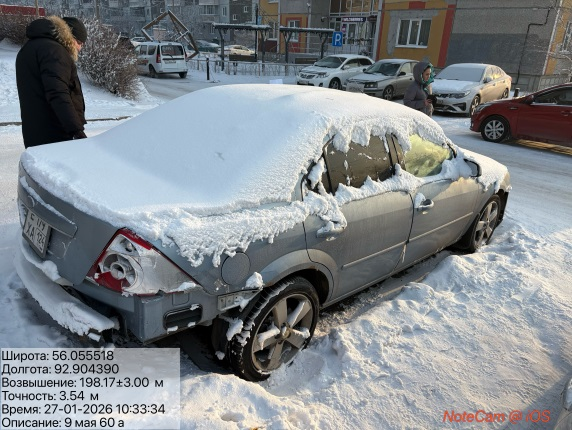 Широта: 56.055518
Долгота: 92.904390
Возвышение: 198.17±3.00 м
Точность: 3.54 м
Время: 27-01-2026 10:33:34
Описание: 9 мая 60 а
NoteCars @ iOS
P